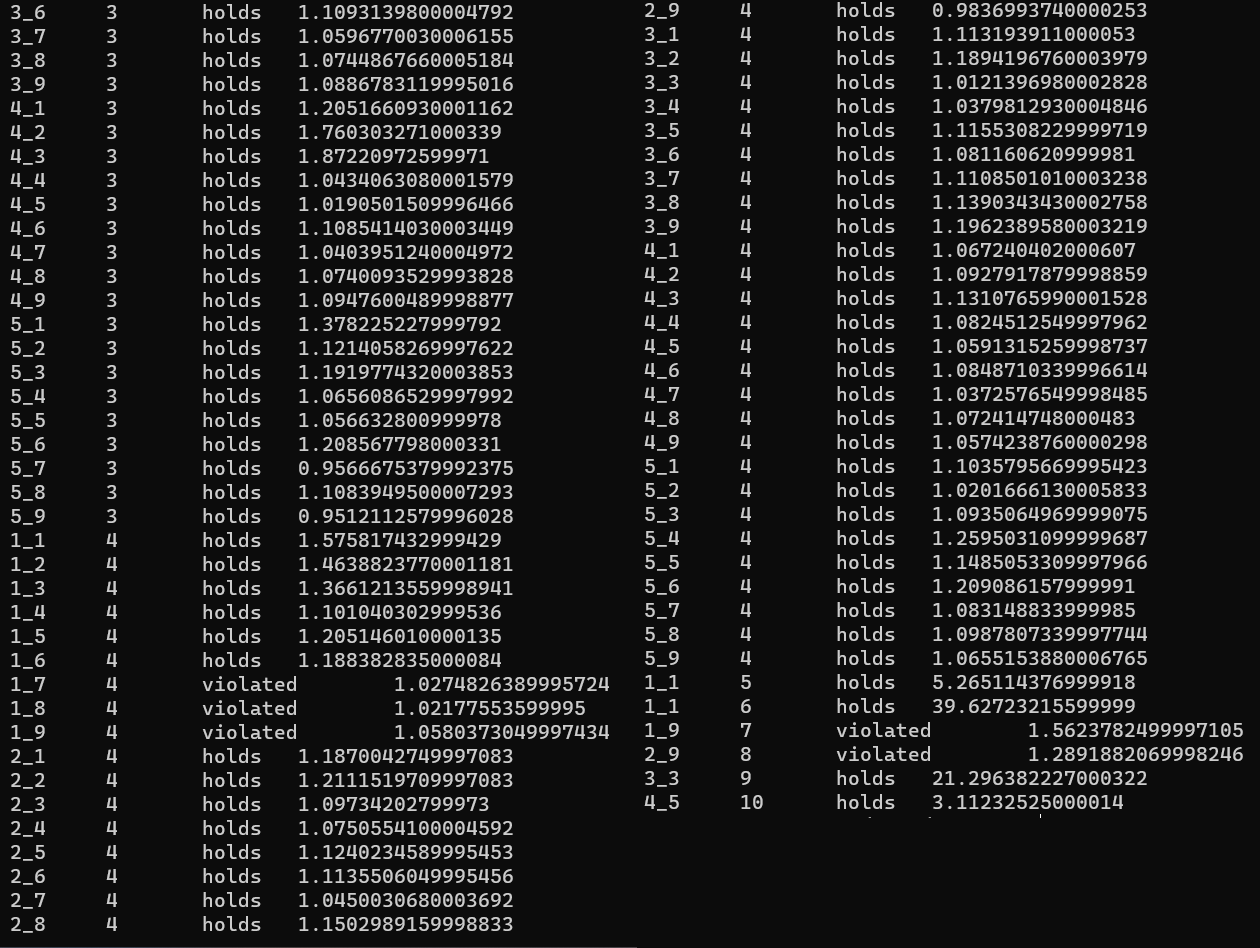 3_6 3 holds 1.1093139800004792
3_7 3 holds 1.0596770030006155
3_8 3 holds 1.0744867660005184
3_9 3 holds 1.0886783119995016
4_1 3 holds 1.2051660930001162
4_2 3 holds 1.760303271000339
4_3 3 holds 1.87220972599971
4_4 3 holds 1.0434063080001579
4_5 3 holds 1.0190501509996466
4_6 3 holds 1.1085414030003449
4_7 3 holds 1.0403951240004972
4_8 3 holds 1.0740093529993828
4_9 3 holds 1.0947600489998877
5_1 3 holds 1.378225227999792
5_2 3 holds 1.1214058269997622
5_3 3 holds 1.1919774320003853
5_4 3 holds 1.0656086529997992
5_5 3 holds 1.056632800999978
5_6 3 holds 1.208567798000331
5_7 3 holds 0.9566675379992375
5_8 3 holds 1.1083949500007293
5_9 3 holds 0.9512112579996028
1_1 4 holds 1.575817432999429
1_2 4 holds 1.4638823770001181
1_3 4 holds 1.3661213559998941
1_4 4 holds 1.101040302999536
1_5 4 holds 1.205146010000135
1_6 4 holds 1.188382835000084
1_7 4 violated 1.0274826389995724
1_8 4 violated 1.02177553599995
1_9 4 violated 1.0580373049997434
2_1 4 holds 1.1870042749997083
2_2 4 holds 1.2111519709997083
2_3 4 holds 1.09734202799973
2_4 4 holds 1.0750554100004592
2_5 4 holds 1.1240234589995453
2_6 4 holds 1.1135506049995456
2_7 4 holds 1.0450030680003692
2_8 4 holds 1.1502989159998833
2_9 4 holds 0.9836993740000253
3_1 4 holds 1.113193911000053
3_2 4 holds 1.1894196760003979
3_3 4 holds 1.0121396980002828
3_4 4 holds 1.0379812930004846
3_5 4 holds 1.1155308229999719
3_6 4 holds 1.081160620999981
3_7 4 holds 1.1108501010003238
3_8 4 holds 1.1390343430002758
3_9 4 holds 1.1962389580003219
4_1 4 holds 1.067240402000607
4_2 4 holds 1.0927917879998859
4_3 4 holds 1.1310765990001528
4_4 4 holds 1.0824512549997962
4_5 4 holds 1.0591315259998737
4_6 4 holds 1.0848710339996614
4_7 4 holds 1.0372576549998485
4_8 4 holds 1.072414748000483
4_9 4 holds 1.0574238760000298
5_1 4 holds 1.1035795669995423
5_2 4 holds 1.0201666130005833
5_3 4 holds 1.0935064969999075
5_4 4 holds 1.2595031099999687
5_5 4 holds 1.1485053309997966
5_6 4 holds 1.209086157999991
5_7 4 holds 1.083148833999985
5_8 4 holds 1.0987807339997744
5_9 4 holds 1.0655153880006765
1_1 5 holds 5.265114376999918
1_1 6 holds 39.62723215599999
1_9 7 violated 1.5623782499997105
2_9 8 violated 1.2891882069998246
3_3 9 holds 21.296382227000322
4_5 10 holds 3.11232525000014